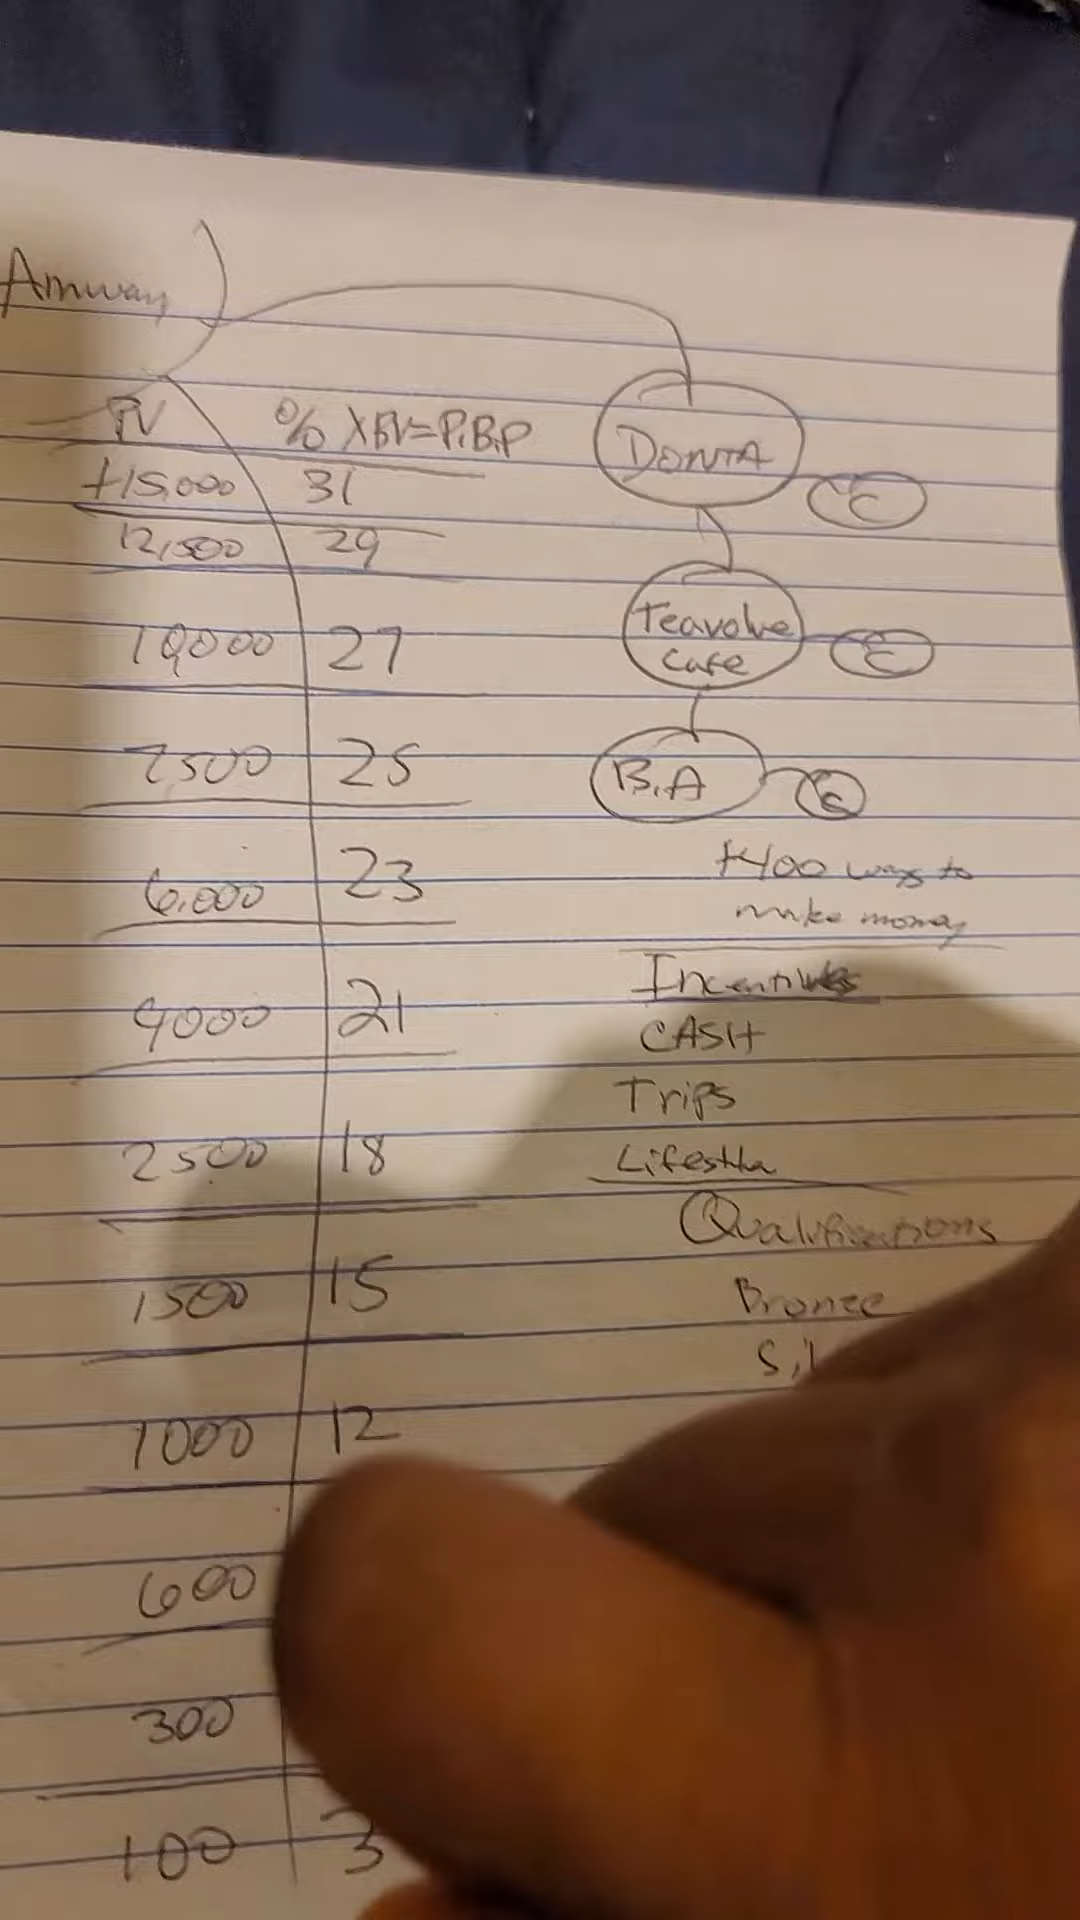 Amway
PV % XBV=P.B.P
+15,000 31
12,500 29
10,000 27
7500 25
6,000 23
4000 21
2500 18
1500 15
1000 12
600
300
100 3
DONTA
C
Teavolve
Cafe
C
B.A
C
+400 ways to
make money
Incentives
CASH
Trips
Qualifications
Bronze
Sil